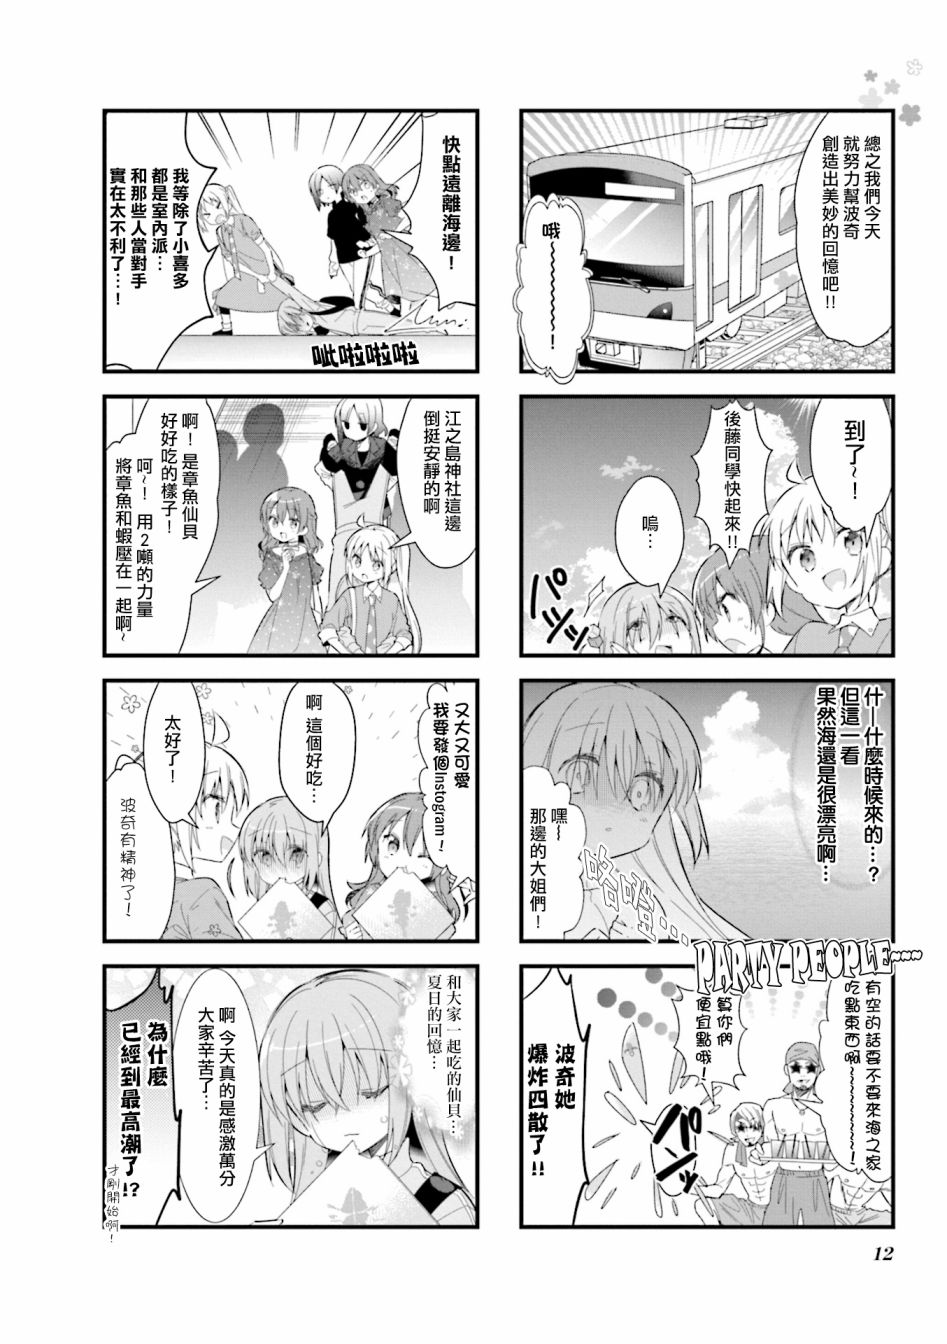 總之我們今天
就努力幫波奇
創造出美妙的回憶吧!!
哦~~~~~!
到了~!
後藤同學快起來!!
嗚…
パ
シッ
什—什麼時候來的…?
但這一看
果然海還是很漂亮啊…
嘿~
那邊的大姐們!
咯噔…
PARTY-PEOPLE~~~
有空的話要不要來海之家
吃點東西啊~~~~~~~!
算你們
便宜點哦!
パシッ
波奇她
爆炸四散了!!
快點遠離海邊!
我等除了小喜多
都是室內派…
和那些人當對手
實在太不利了…!
呲啦啦啦
江之島神社這邊
倒挺安靜的啊
啊!是章魚仙貝
好好吃的樣子!
呵~!用2噸的力量
將章魚和蝦壓在一起啊~
又大又可愛
我要發個Instogram!
啊 這個好吃…
太好了!
波奇有精神了!
和大家一起吃的仙貝…
夏日的回憶…
啊 今天真的是感激萬分
大家辛苦了…
為什麼
已經到最高潮了!?
才剛開始啊!
12